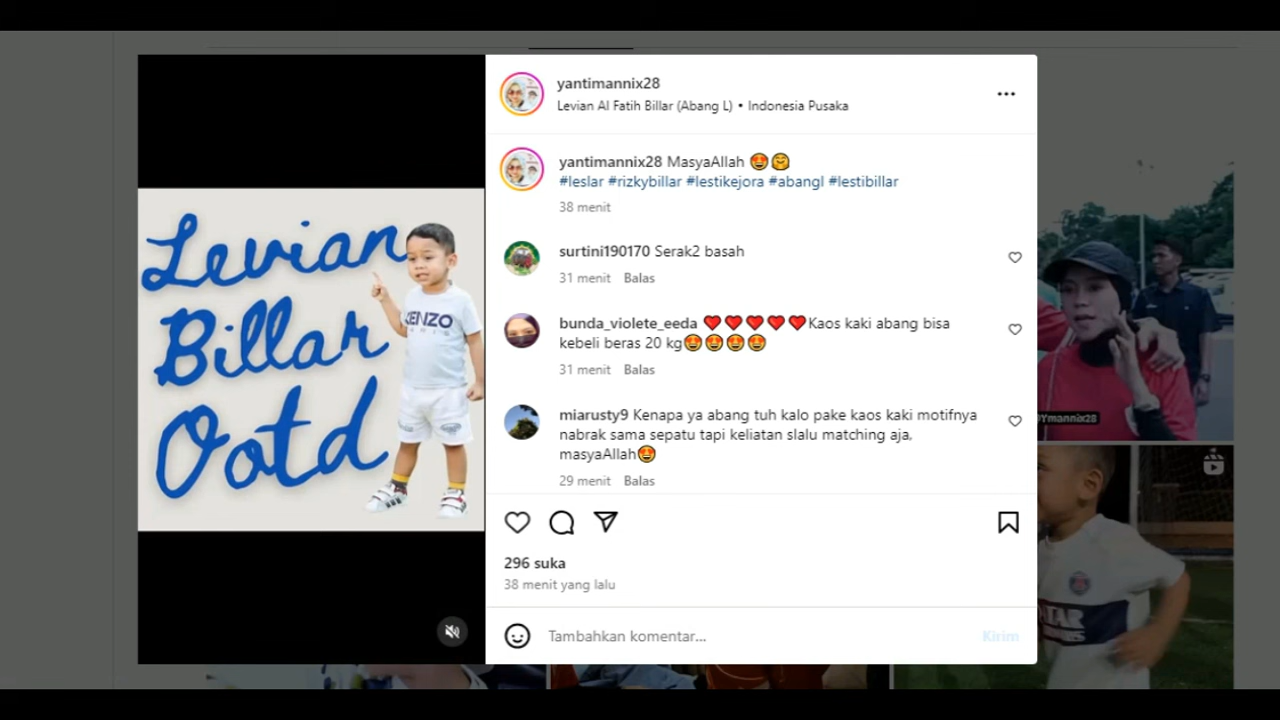 Levian
Billar
Ootd
KENZO
PARIS
yantimannix28
Levian Al Fatih Billar (Abang L) • Indonesia Pusaka
yantimannix28 MasyaAllah 😍🤗
#leslar #rizkybillar #lestikejora #abangl #lestibillar
38 menit
surtini190170 Serak2 basah
31 menit Balas
bunda_violete_eeda ❤️❤️❤️❤️❤️Kaos kaki abang bisa
kebeli beras 20 kg🤩🤩🤩🤩
31 menit Balas
miarusty9 Kenapa ya abang tuh kalo pake kaos kaki motifnya
nabrak sama sepatu tapi keliatan slalu matching aja,
masyaAllah🤩
29 menit Balas
296 suka
38 menit yang lalu
Tambahkan komentar...
Kirim
Ymannix28